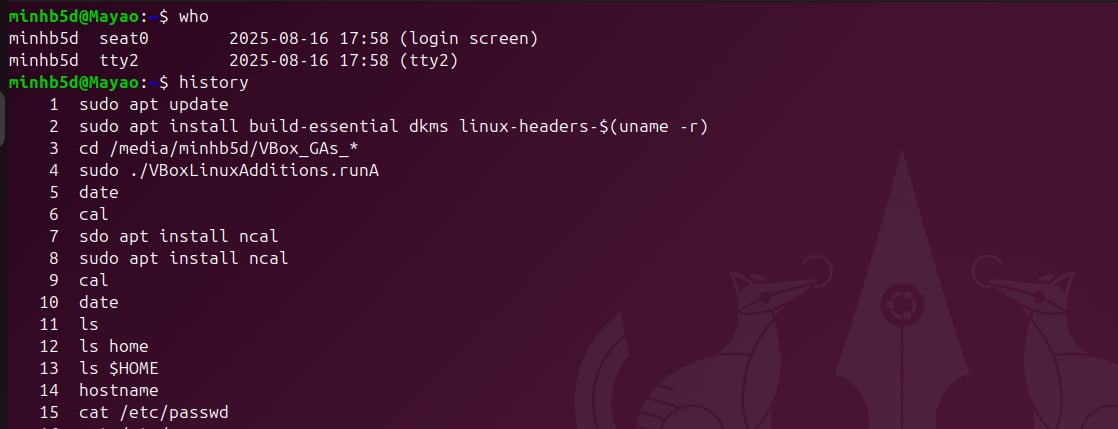 minhb5d@Mayao:~$ who
minhb5d  seat0        2025-08-16 17:58 (login screen)
minhb5d  tty2         2025-08-16 17:58 (tty2)
minhb5d@Mayao:~$ history
    1  sudo apt update
    2  sudo apt install build-essential dkms linux-headers-$(uname -r)
    3  cd /media/minhb5d/VBox_GAs_*
    4  sudo ./VBoxLinuxAdditions.runA
    5  date
    6  cal
    7  sdo apt install ncal
    8  sudo apt install ncal
    9  cal
   10  date
   11  ls
   12  ls home
   13  ls $HOME
   14  hostname
   15  cat /etc/passwd